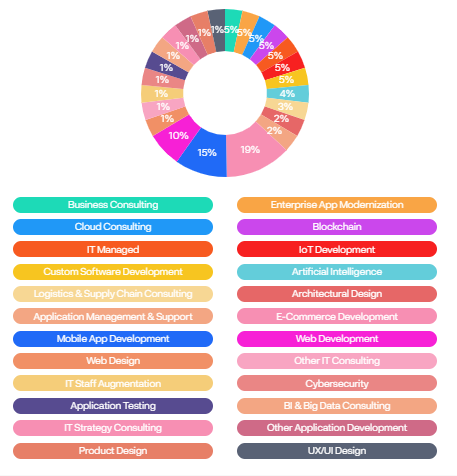 1%
5%
5%
5%
5%
5%
5%
5%
4%
3%
2%
2%
19%
15%
10%
1%
1%
1%
1%
1%
1%
1%
1%
1%
Business Consulting
Enterprise App Modernization
Cloud Consulting
Blockchain
IT Managed
IoT Development
Custom Software Development
Artificial Intelligence
Logistics & Supply Chain Consulting
Architectural Design
Application Management & Support
E-Commerce Development
Mobile App Development
Web Development
Web Design
Other IT Consulting
IT Staff Augmentation
Cybersecurity
Application Testing
BI & Big Data Consulting
IT Strategy Consulting
Other Application Development
Product Design
UX/UI Design